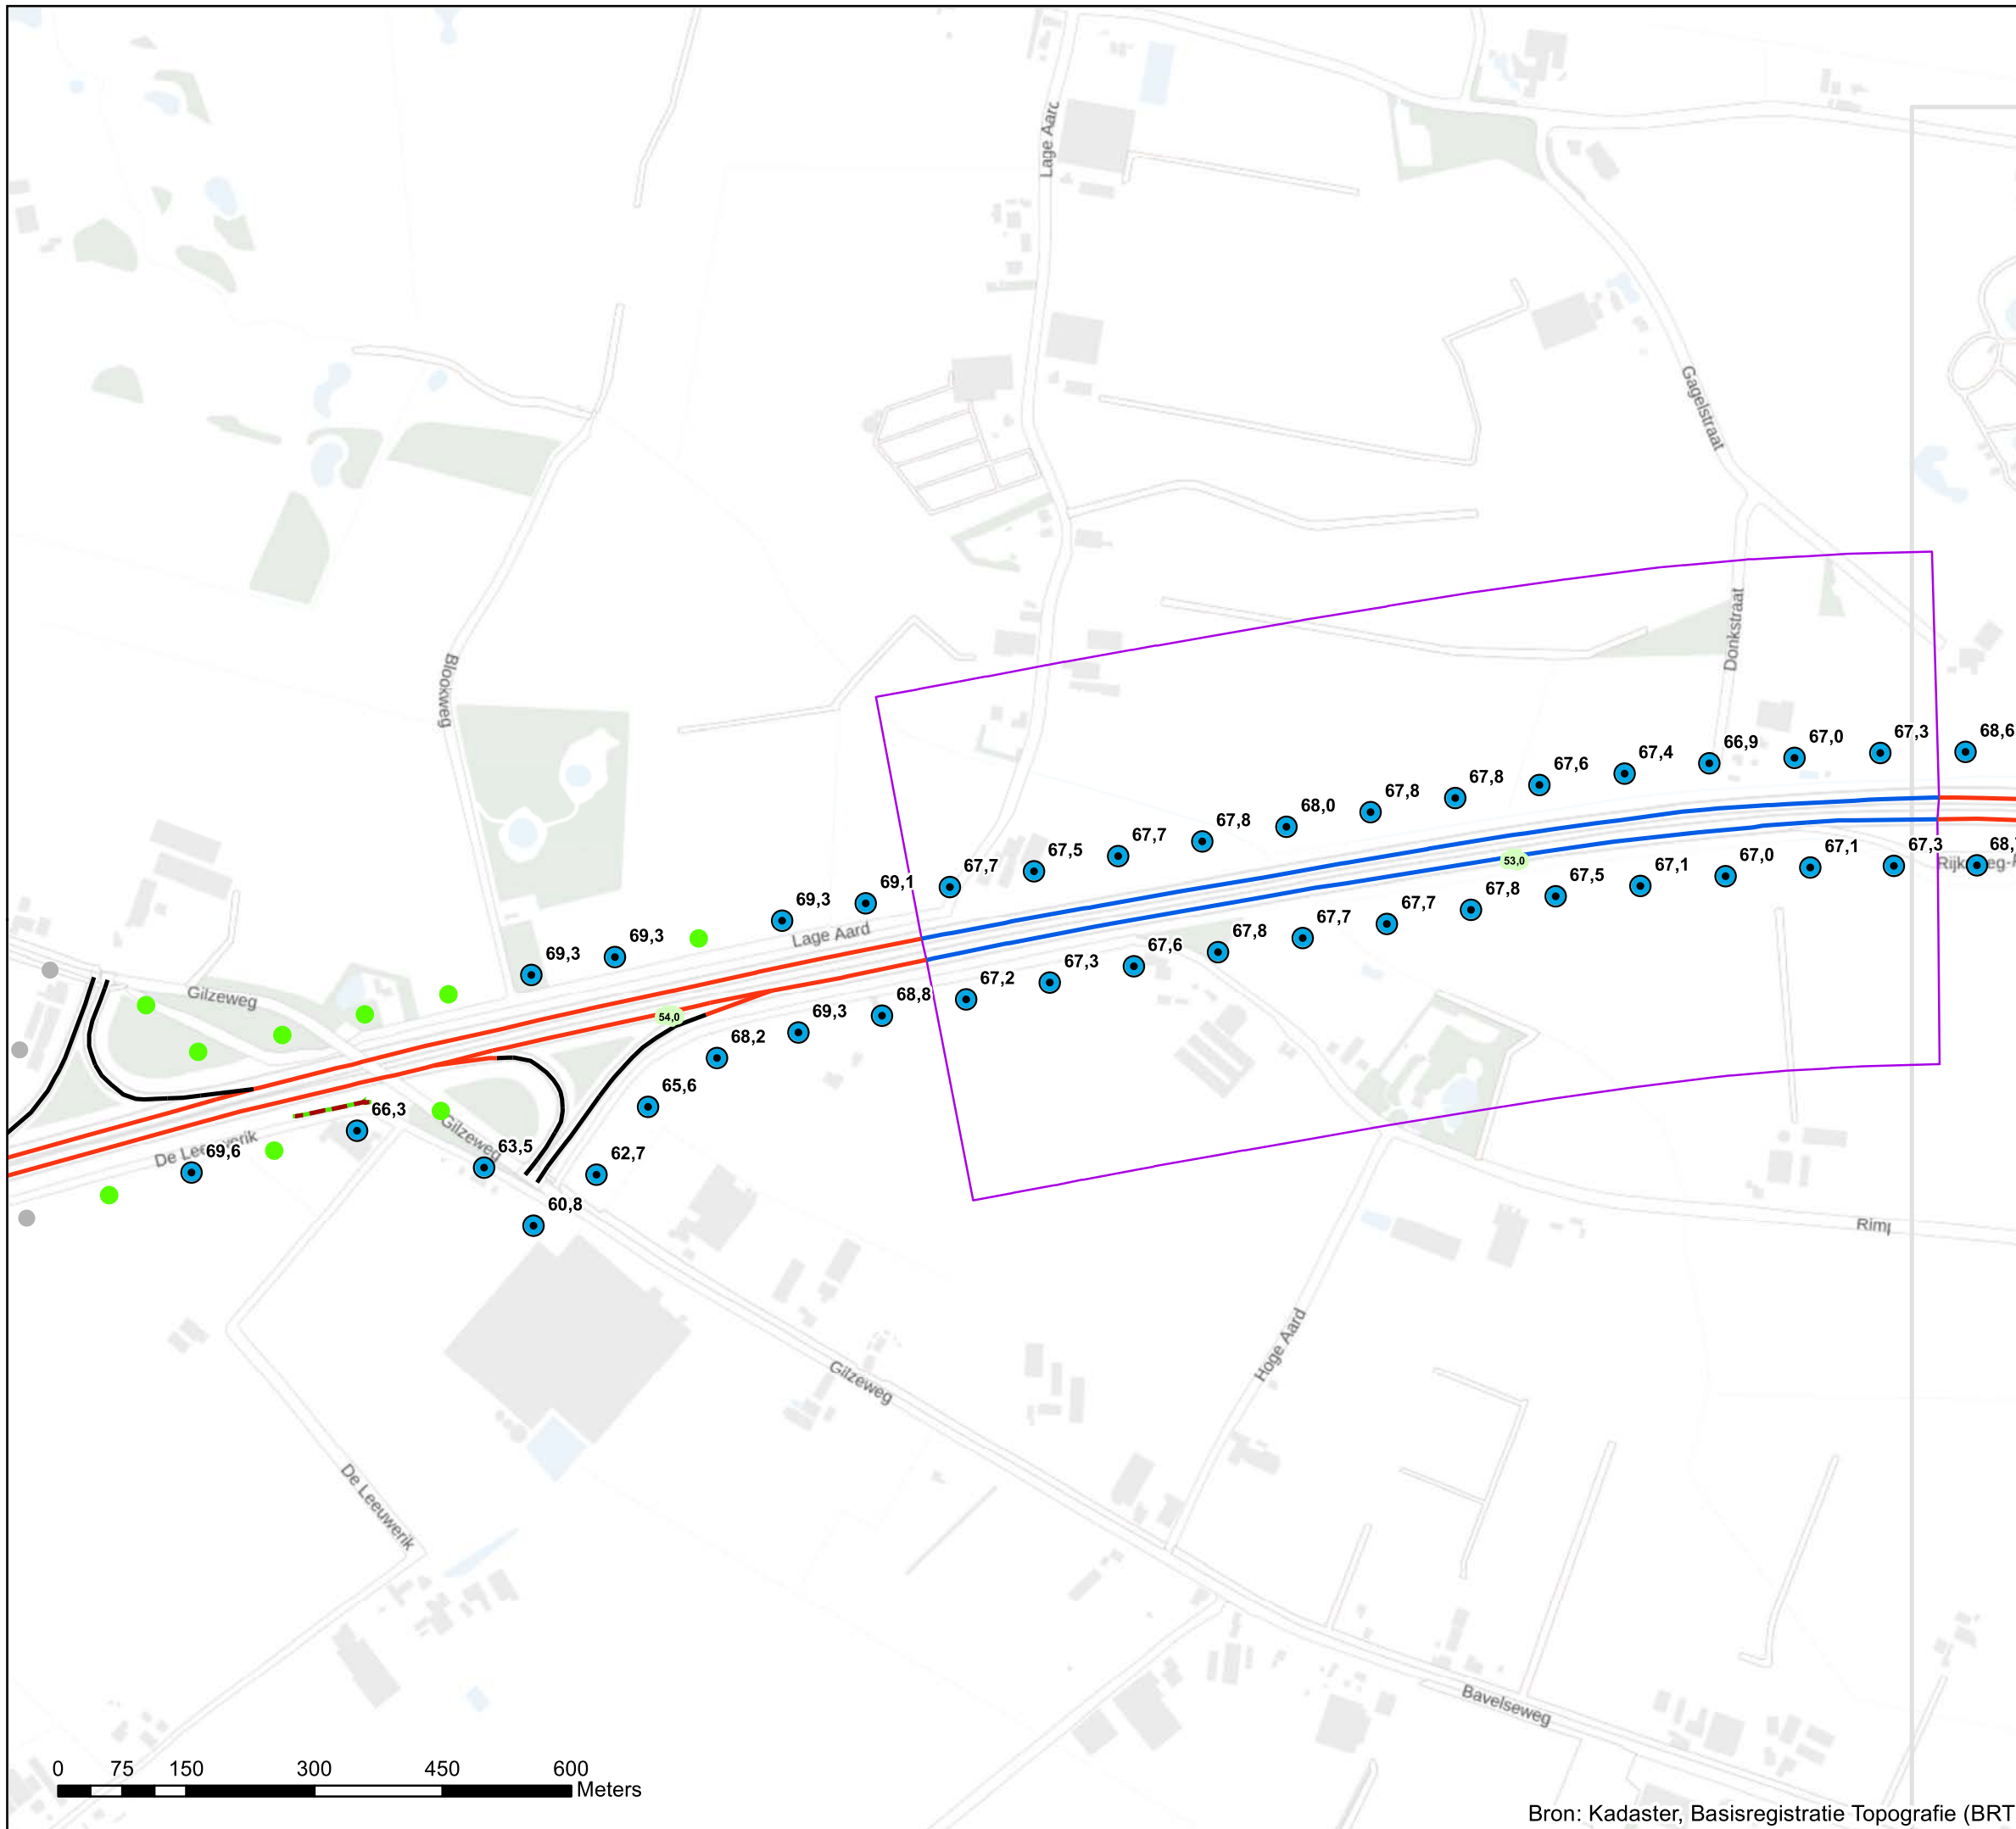 Lage Aard
Gagelstraat
Donkstraat
Blookweg
68,6
67,3
67,0
66,9
67,4
67,6
67,8
67,8
68,0
67,8
67,7
67,5
67,7
69,1
69,3
69,3
69,3
Lage Aard
53,0
67,3
67,1
67,0
67,1
67,5
67,8
67,7
67,7
67,8
67,6
67,3
67,2
68,8
69,3
68,2
65,6
54,0
Gilzeweg
66,3
De Leeuwerik
69,6
Gilzeweg
63,5
62,7
60,8
Hoge Aard
Gilzeweg
De Leeuwerik
Bavelseweg
0 75 150 300 450 600
Meters
Bron: Kadaster, Basisregistratie Topografie (BRT